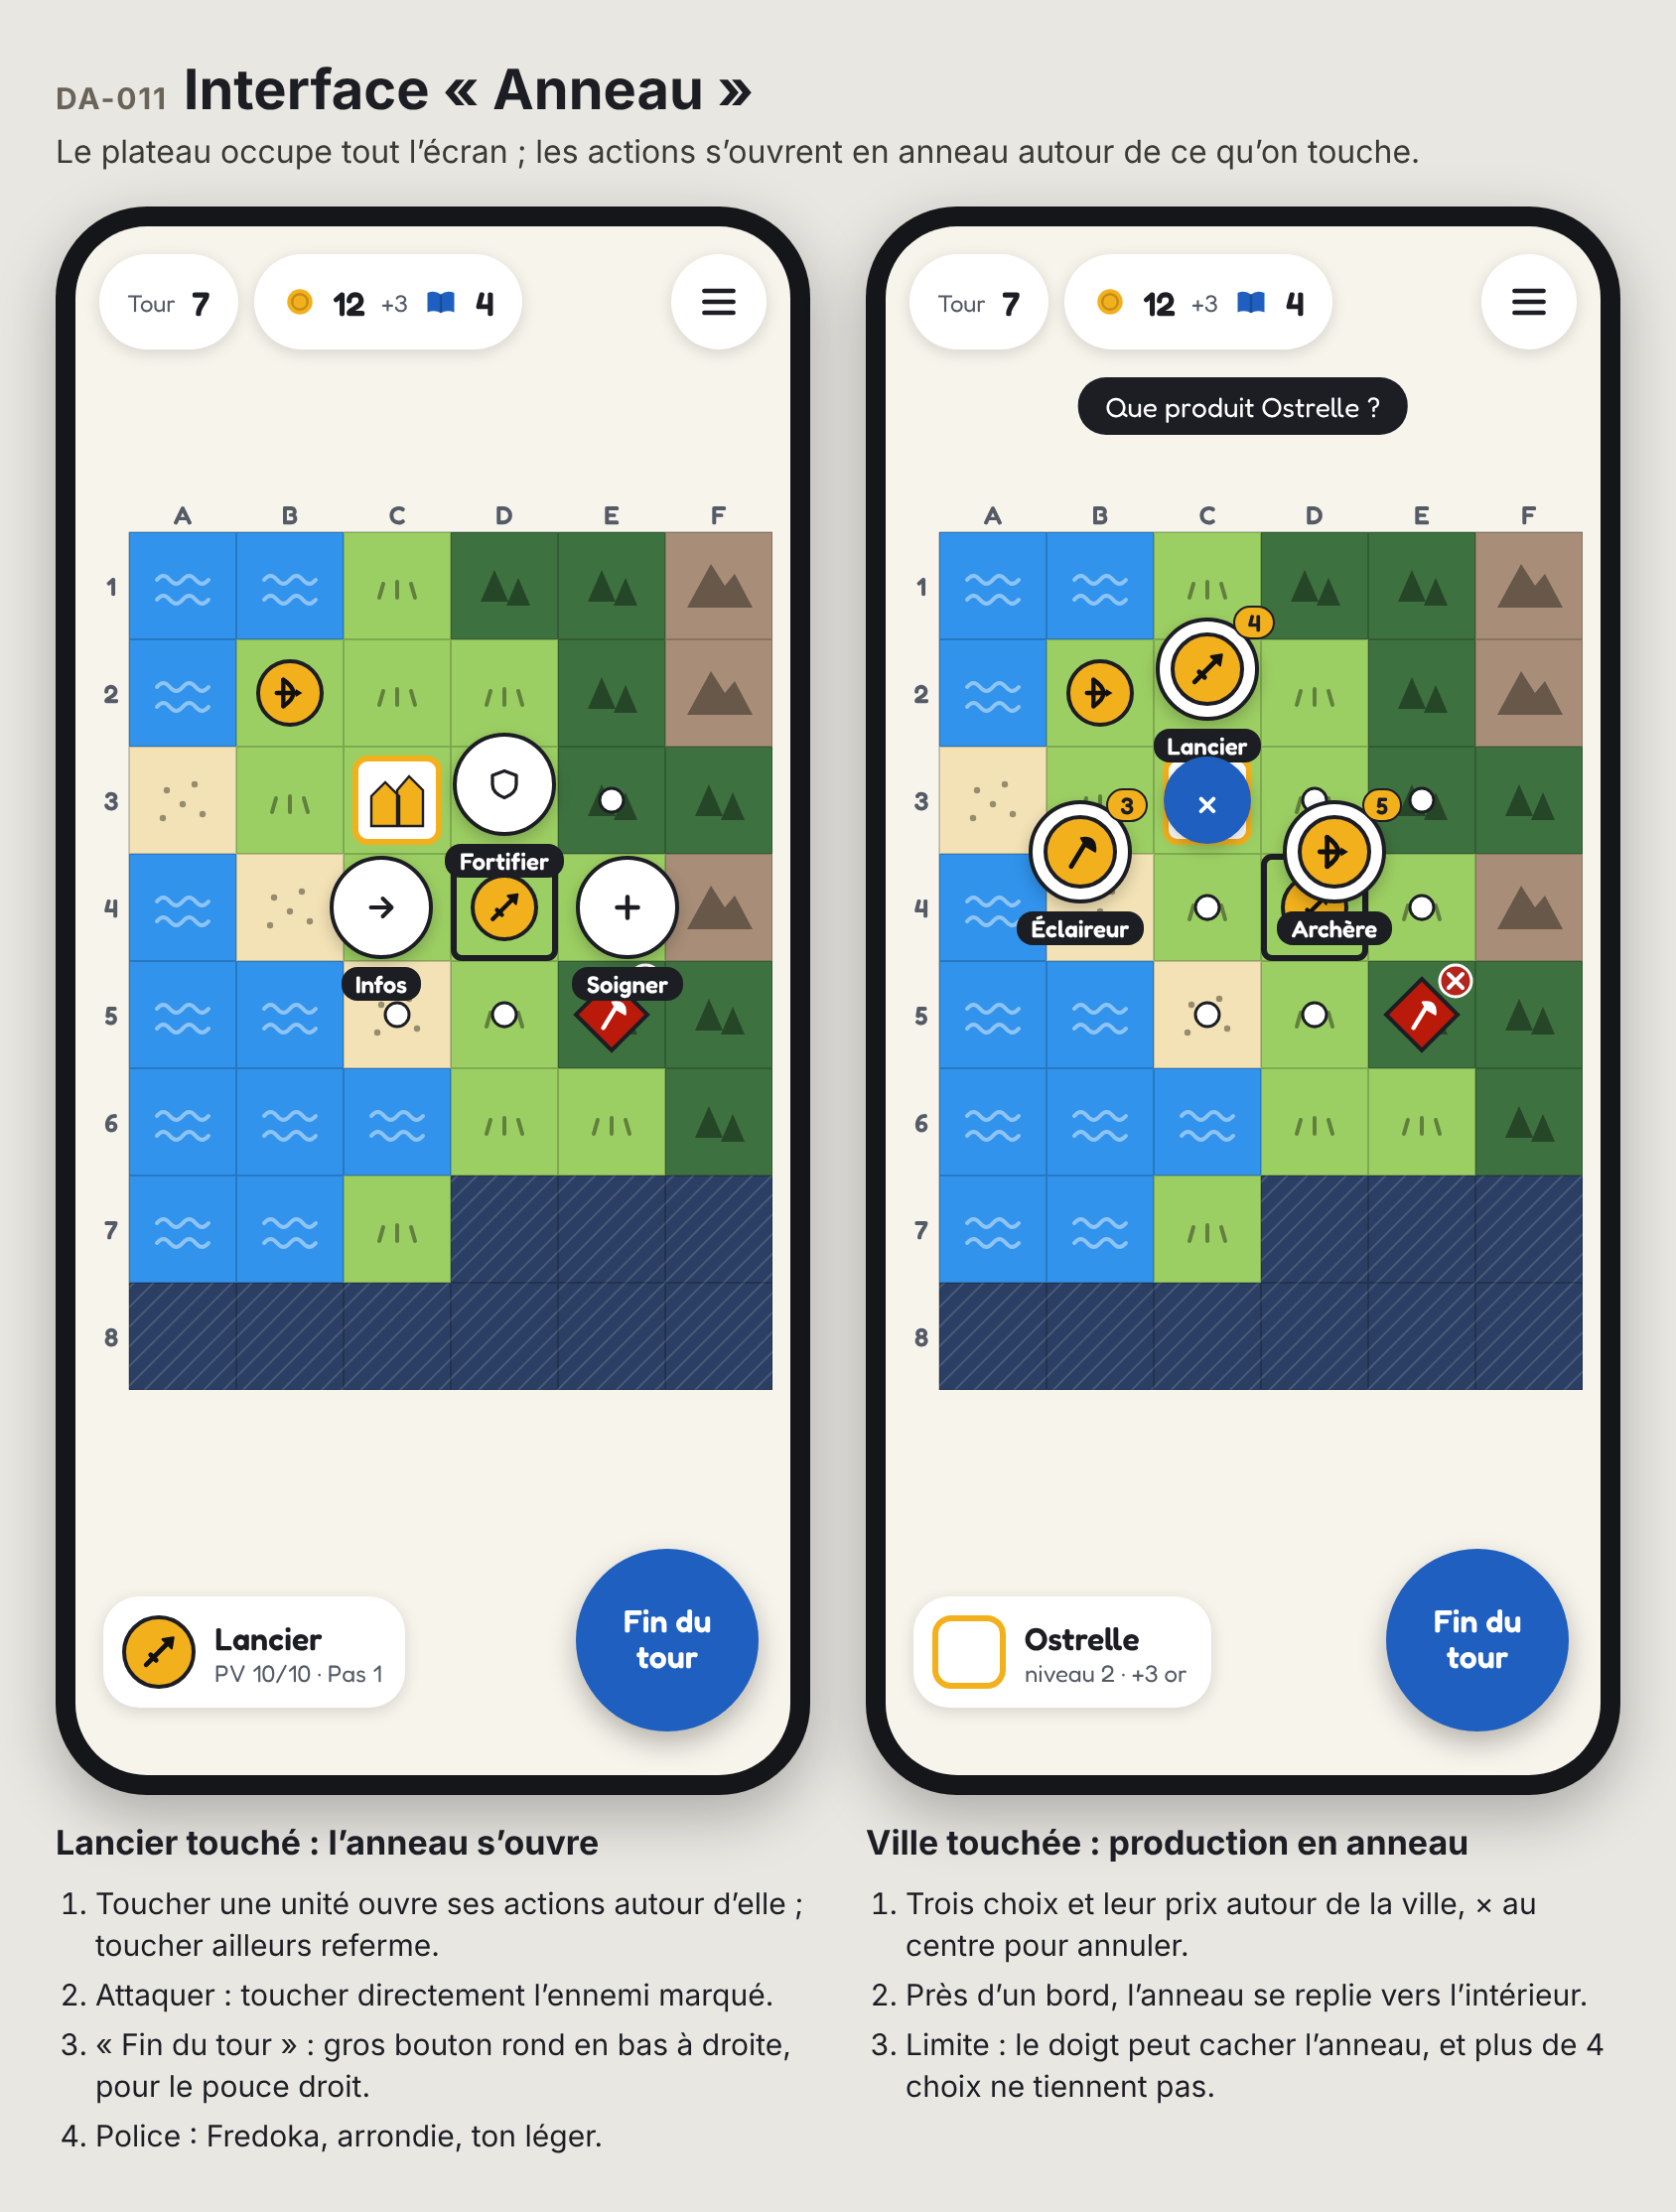 DA-011 Interface « Anneau »
Le plateau occupe tout l’écran ; les actions s’ouvrent en anneau autour de ce qu’on touche.
Tour 7
12 +3 4
A B C D E F
1
2
3
Fortifier
4
Infos
Soigner
5
6
7
8
Lancier
PV 10/10 · Pas 1
Fin du
tour
Tour 7
12 +3 4
Que produit Ostrelle ?
A B C D E F
1
4
2
Lancier
3
3
×
5
4
Éclaireur
Archère
5
6
7
8
Ostrelle
niveau 2 · +3 or
Fin du
tour
Lancier touché : l’anneau s’ouvre
1. Toucher une unité ouvre ses actions autour d’elle ;
toucher ailleurs referme.
2. Attaquer : toucher directement l’ennemi marqué.
3. « Fin du tour » : gros bouton rond en bas à droite,
pour le pouce droit.
4. Police : Fredoka, arrondie, ton léger.
Ville touchée : production en anneau
1. Trois choix et leur prix autour de la ville, × au
centre pour annuler.
2. Près d’un bord, l’anneau se replie vers l’intérieur.
3. Limite : le doigt peut cacher l’anneau, et plus de 4
choix ne tiennent pas.